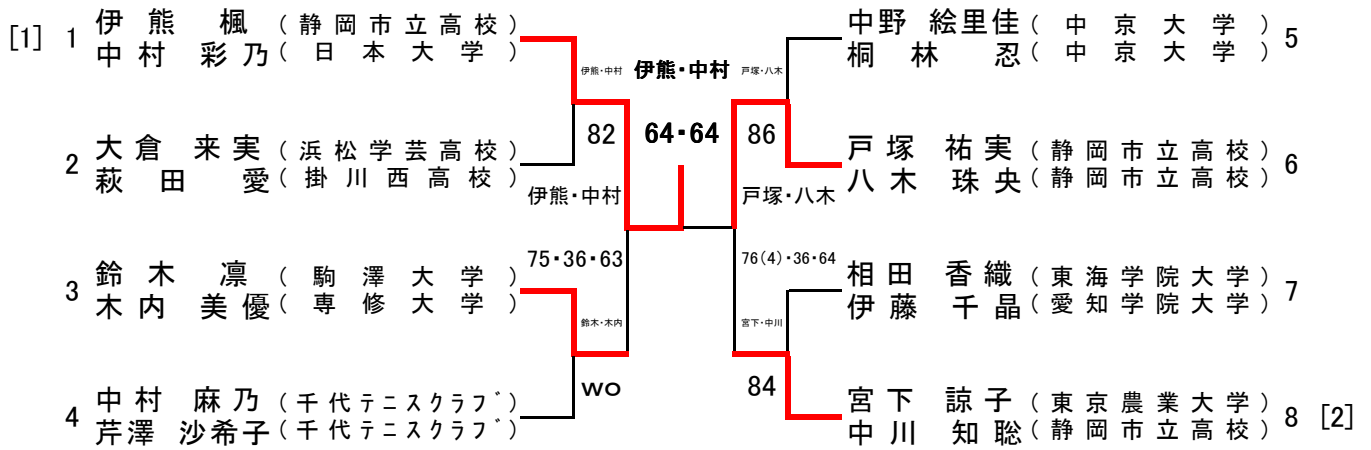 [1] 1 伊熊 楓 (静岡市立高校)
中村 彩乃 (日本大学)
2 大倉 来実 (浜松学芸高校)
萩田 愛 (掛川西高校)
3 鈴木 凛 (駒澤大学)
木内 美優 (専修大学)
4 中村 麻乃 (千代テニスクラブ)
芹澤 沙希子 (千代テニスクラブ)
伊熊・中村
82
伊熊・中村
75・36・63
鈴木・木内
WO
伊熊・中村
64・64
戸塚・八木
86
戸塚・八木
76(4)・36・64
宮下・中川
84
中野 絵里佳 (中京大学) 5
桐林 忍 (中京大学)
戸塚 祐実 (静岡市立高校) 6
八木 珠央 (静岡市立高校)
相田 香織 (東海学院大学) 7
伊藤 千晶 (愛知学院大学)
宮下 諒子 (東京農業大学) 8 [2]
中川 知聡 (静岡市立高校)